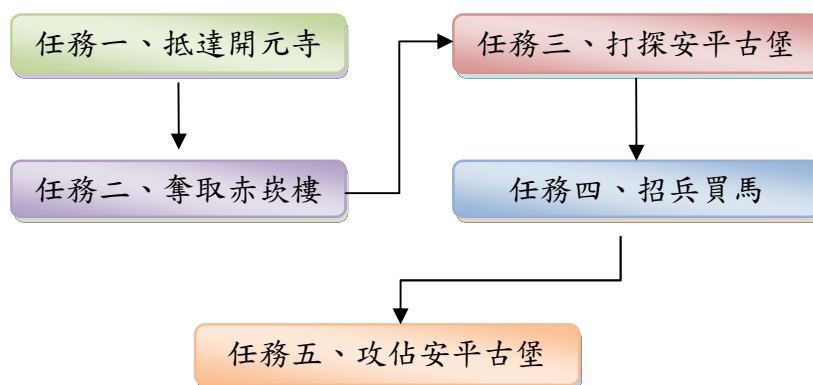 任務一、抵達開元寺
任務二、奪取赤崁樓
任務三、打探安平古堡
任務四、招兵買馬
任務五、攻佔安平古堡